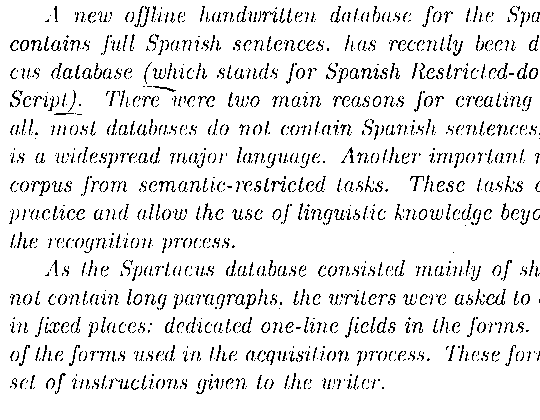 A new offline handwritten database for the Spa
contains full Spanish sentences, has recently been d
cus database (which stands for Spanish Restricted-do
Script). There were two main reasons for creating
all, most databases do not contain Spanish sentences,
is a widespread major language. Another important r
corpus from semantic-restricted tasks. These tasks c
practice and allow the use of linguistic knowledge beyo
the recognition process.
As the Spartacus database consisted mainly of sh
not contain long paragraphs, the writers were asked to c
in fixed places: dedicated one-line fields in the forms.
of the forms used in the acquisition process. These for
set of instructions given to the writer.